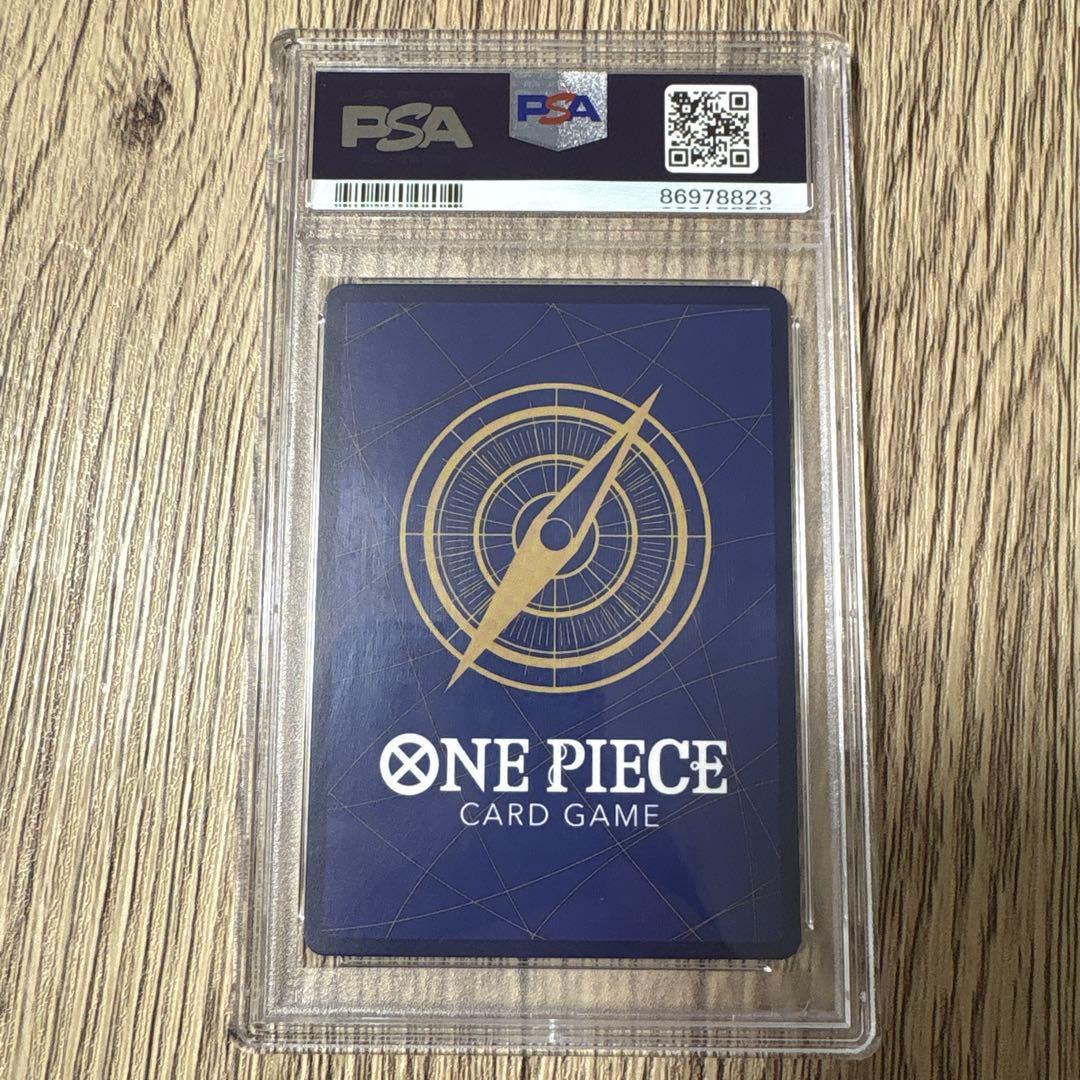 PSA PSA
86978823
ONE PIECE
CARD GAME